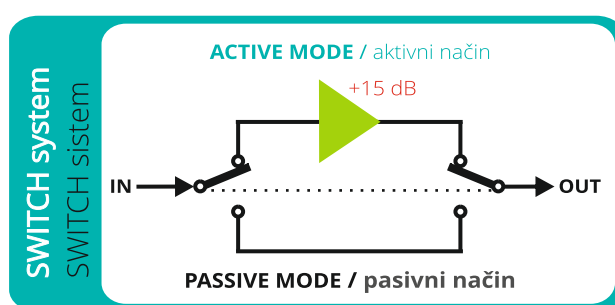 SWITCH system
SWITCH sistem
ACTIVE MODE / aktivni način
+15 dB
IN
OUT
PASSIVE MODE / pasivni način